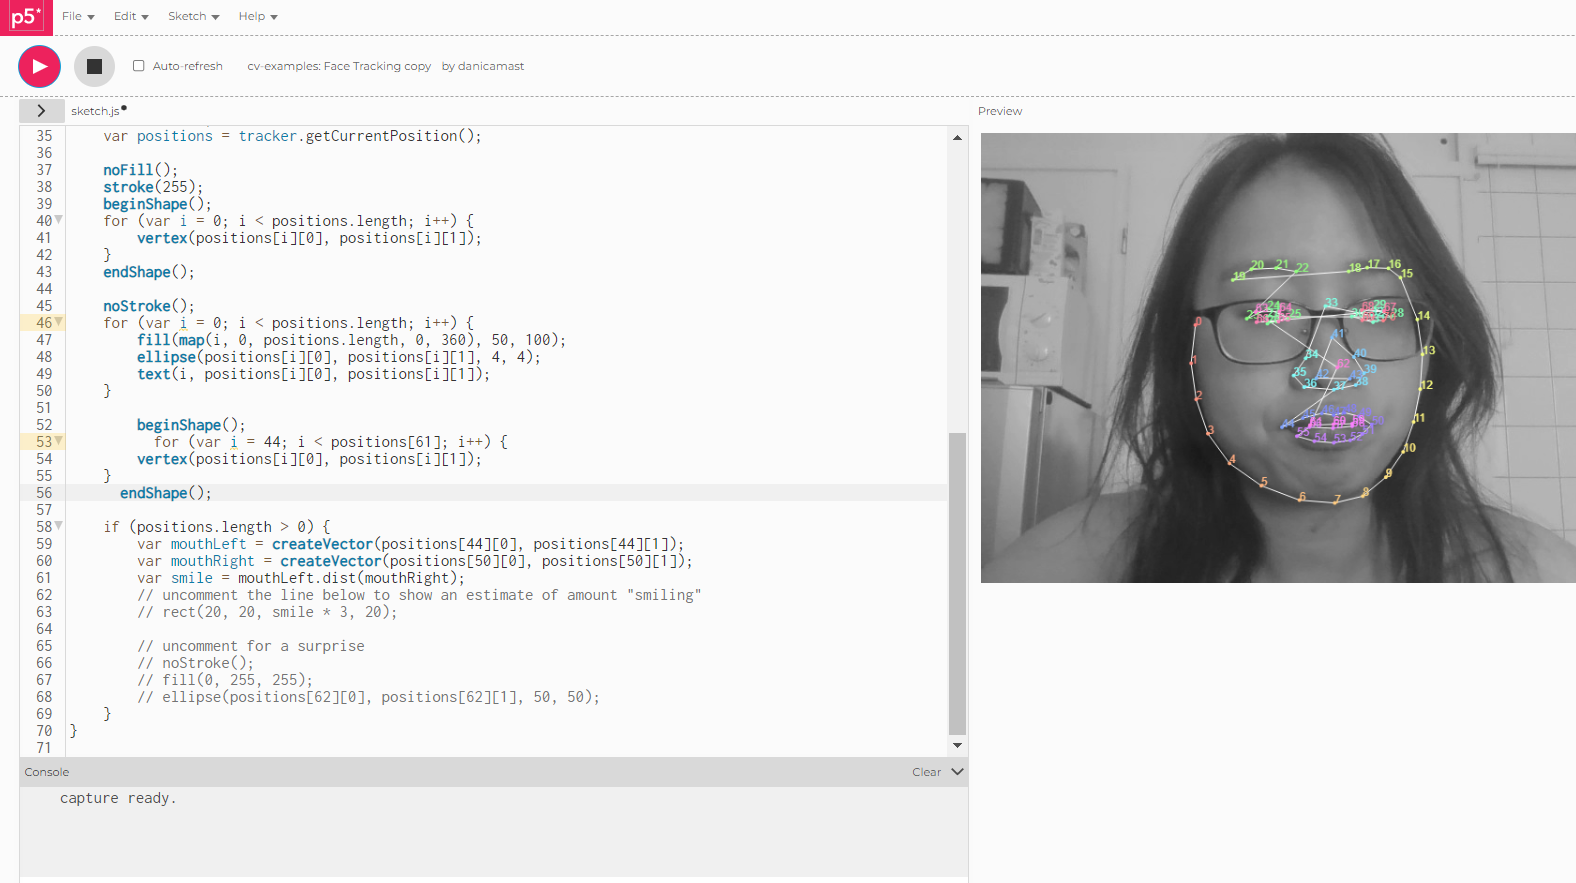 p5*
File Edit Sketch Help
Auto-refresh cv-examples: Face Tracking copy by danicamast
sketch.js
Preview
35 var positions = tracker.getCurrentPosition();
36
37 noFill();
38 stroke(255);
39 beginShape();
40 for (var i = 0; i < positions.length; i++) {
41 vertex(positions[i][0], positions[i][1]);
42 }
43 endShape();
44
45 noStroke();
46 for (var i = 0; i < positions.length; i++) {
47 fill(map(i, 0, positions.length, 0, 360), 50, 100);
48 ellipse(positions[i][0], positions[i][1], 4, 4);
49 text(i, positions[i][0], positions[i][1]);
50 }
51
52 beginShape();
53 for (var i = 44; i < positions[61]; i++) {
54 vertex(positions[i][0], positions[i][1]);
55 }
56 endShape();
57
58 if (positions.length > 0) {
59 var mouthLeft = createVector(positions[44][0], positions[44][1]);
60 var mouthRight = createVector(positions[50][0], positions[50][1]);
61 var smile = mouthLeft.dist(mouthRight);
62 // uncomment the line below to show an estimate of amount "smiling"
63 // rect(20, 20, smile * 3, 20);
64
65 // uncomment for a surprise
66 // noStroke();
67 // fill(0, 255, 255);
68 // ellipse(positions[62][0], positions[62][1], 50, 50);
69 }
70 }
71
Console Clear
capture ready.
19 20 21 22 18 17 16 15
33 14
0 28
41 13
34 40
1 35 62 39
36 37 38 12
2
11
3 54 53 52
10
4
9
5
6 7 8